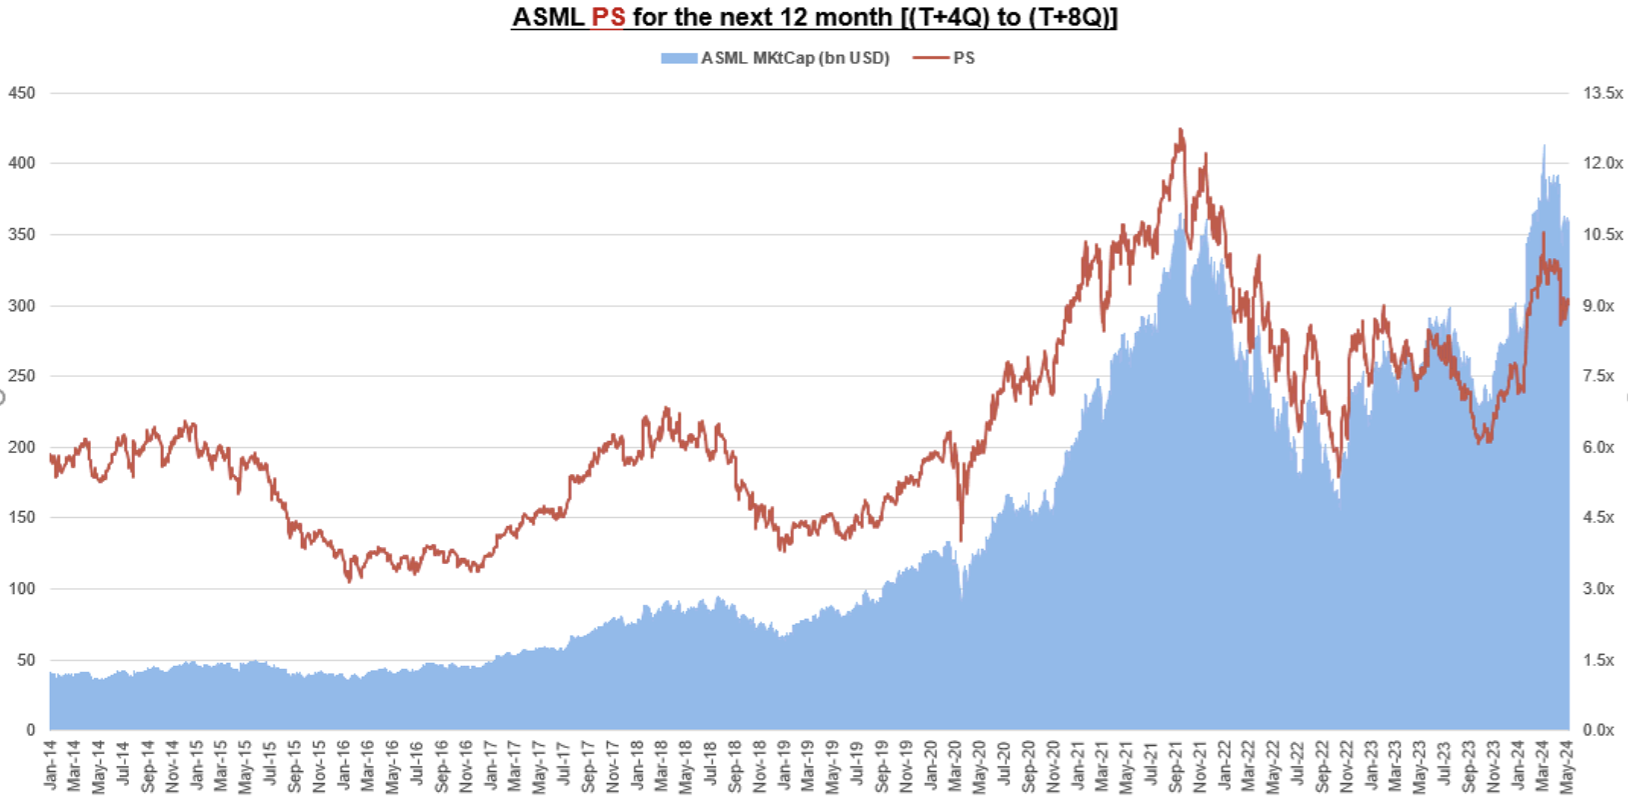 ASML PS for the next 12 month [(T+4Q) to (T+8Q)]
ASML MKtCap (bn USD) PS
450 13.5x
400 12.0x
350 10.5x
300 9.0x
250 7.5x
200 6.0x
150 4.5x
100 3.0x
50 1.5x
0 0.0x
Jan-14 Mar-14 May-14 Jul-14 Sep-14 Nov-14 Jan-15 Mar-15 May-15 Jul-15 Sep-15 Nov-15 Jan-16 Mar-16 May-16 Jul-16 Sep-16 Nov-16 Jan-17 Mar-17 May-17 Jul-17 Sep-17 Nov-17 Jan-18 Mar-18 May-18 Jul-18 Sep-18 Nov-18 Jan-19 Mar-19 May-19 Jul-19 Sep-19 Nov-19 Jan-20 Mar-20 May-20 Jul-20 Sep-20 Nov-20 Jan-21 Mar-21 May-21 Jul-21 Sep-21 Nov-21 Jan-22 Mar-22 May-22 Jul-22 Sep-22 Nov-22 Jan-23 Mar-23 May-23 Jul-23 Sep-23 Nov-23 Jan-24 Mar-24 May-24